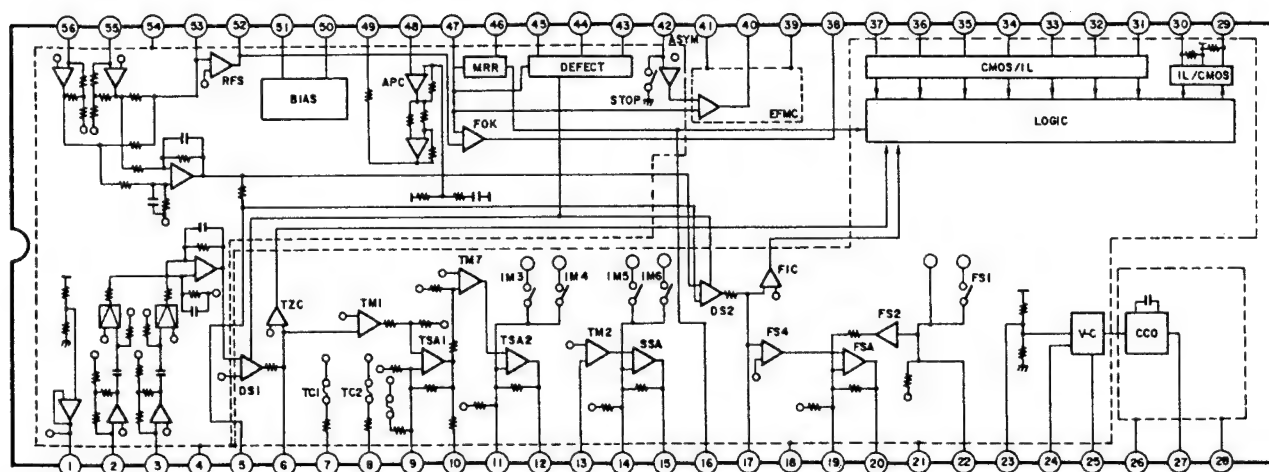 56 55 54 53 52 51 50 49 48 47 46 45 44 43 42 41 40 39 38 37 36 35 34 33 32 31 30 29
ASYM
RFS
MRR
DEFECT
CMOS/IL
IL/CMOS
APC
BIAS
STOP
FOK
EFMC
LOGIC
TM7
1M3
1M4
1M5
1M6
FIC
FS1
TZC
TM1
DS2
FS2
TSA1
TSA2
TM2
SSA
FS4
FSA
V-C
CCO
DS1
TC1
TC2
1 2 3 4 5 6 7 8 9 10 11 12 13 14 15 16 17 18 19 20 21 22 23 24 25 26 27 28